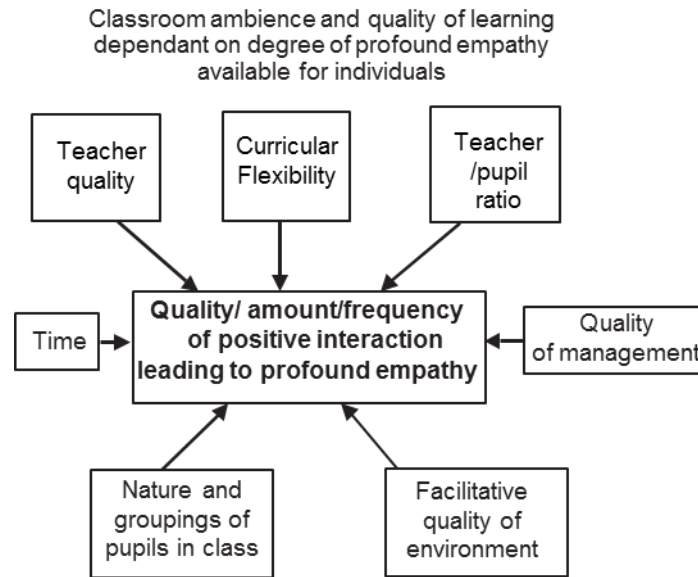 Classroom ambience and quality of learning
dependant on degree of profound empathy
available for individuals
Teacher
quality
Curricular
Flexibility
Teacher
/pupil
ratio
Time
Quality/ amount/frequency
of positive interaction
leading to profound empathy
Quality
of management
Nature and
groupings of
pupils in class
Facilitative
quality of
environment